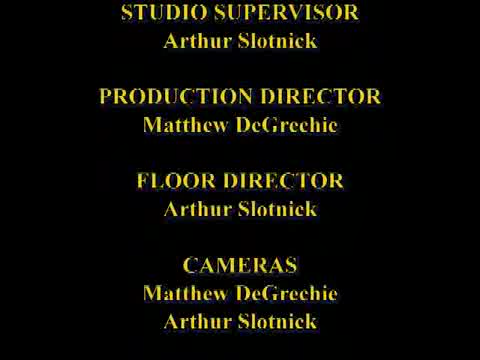 STUDIO SUPERVISOR
Arthur Slotnick
PRODUCTION DIRECTOR
Matthew DeGrechie
FLOOR DIRECTOR
Arthur Slotnick
CAMERAS
Matthew DeGrechie
Arthur Slotnick